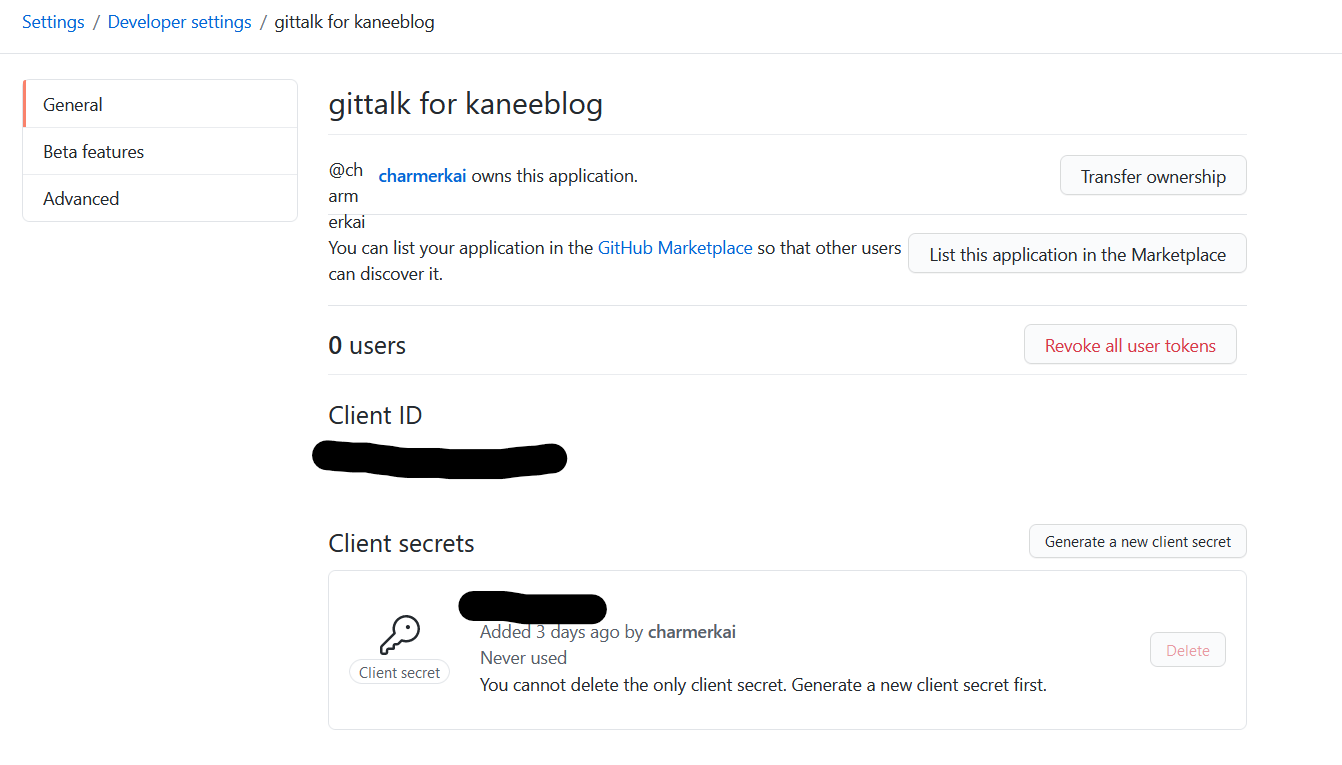 Settings / Developer settings / gittalk for kaneeblog
General
Beta features
Advanced
gittalk for kaneeblog
@ch
arm
erkai
charmerkai owns this application.
Transfer ownership
You can list your application in the GitHub Marketplace so that other users
can discover it.
List this application in the Marketplace
0 users
Revoke all user tokens
Client ID
Client secrets
Generate a new client secret
Client secret
Added 3 days ago by charmerkai
Never used
You cannot delete the only client secret. Generate a new client secret first.
Delete